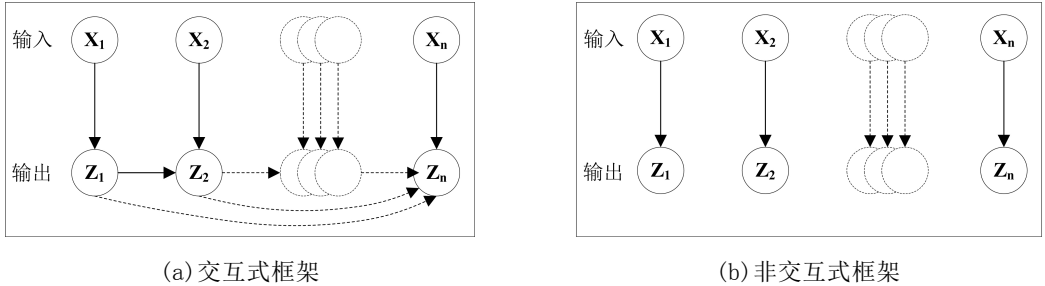 输入 X1 X2 Xn
输出 Z1 Z2 Zn
(a)交互式框架
输入 X1 X2 Xn
输出 Z1 Z2 Zn
(b)非交互式框架